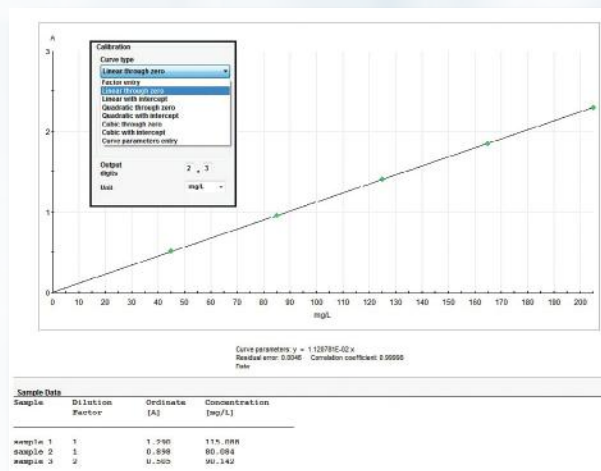 A
3
2
1
0
Calibration
Curve type
Linear through zero
Factor entry
Linear through zero
Linear with intercept
Quadratic through zero
Quadratic with intercept
Cubic through zero
Cubic with intercept
Curve parameters entry
Output digits 2 , 3
Unit mg/L
0 10 20 30 40 50 60 70 80 90 100 110 120 130 140 150 160 170 180 190 200
mg/L
Curve parameters: y =
Residual error: 0.0046 Correlation coefficient: 0.99998
Sample Data
Sample Dilution Factor Ordinate [A] Concentration [mg/L]
sample 1 1 1.290 115.088
sample 2 1 0.898 80.084
sample 3 2 0.505 90.142